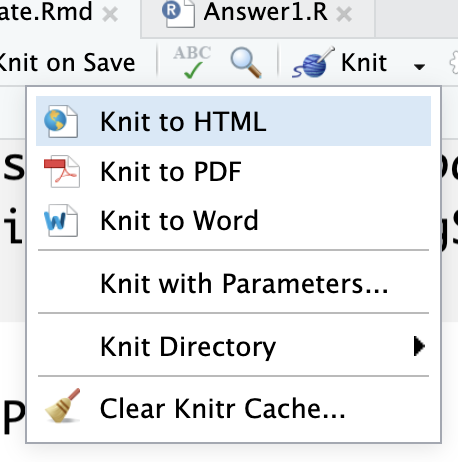 ate.Rmd Answer1.R
Knit on Save ABC Knit
Knit to HTML
Knit to PDF
Knit to Word
Knit with Parameters...
Knit Directory
Clear Knitr Cache...
P